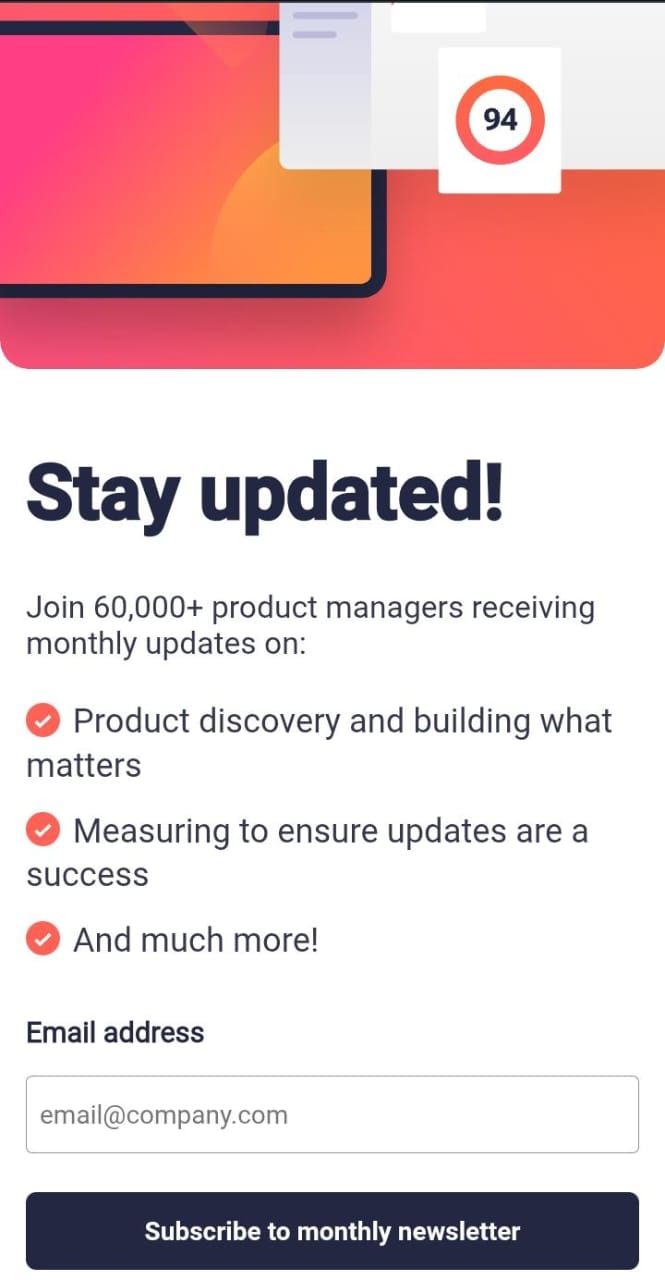 94
Stay updated!
Join 60,000+ product managers receiving
monthly updates on:
Product discovery and building what
matters
Measuring to ensure updates are a
success
And much more!
Email address
email@company.com
Subscribe to monthly newsletter